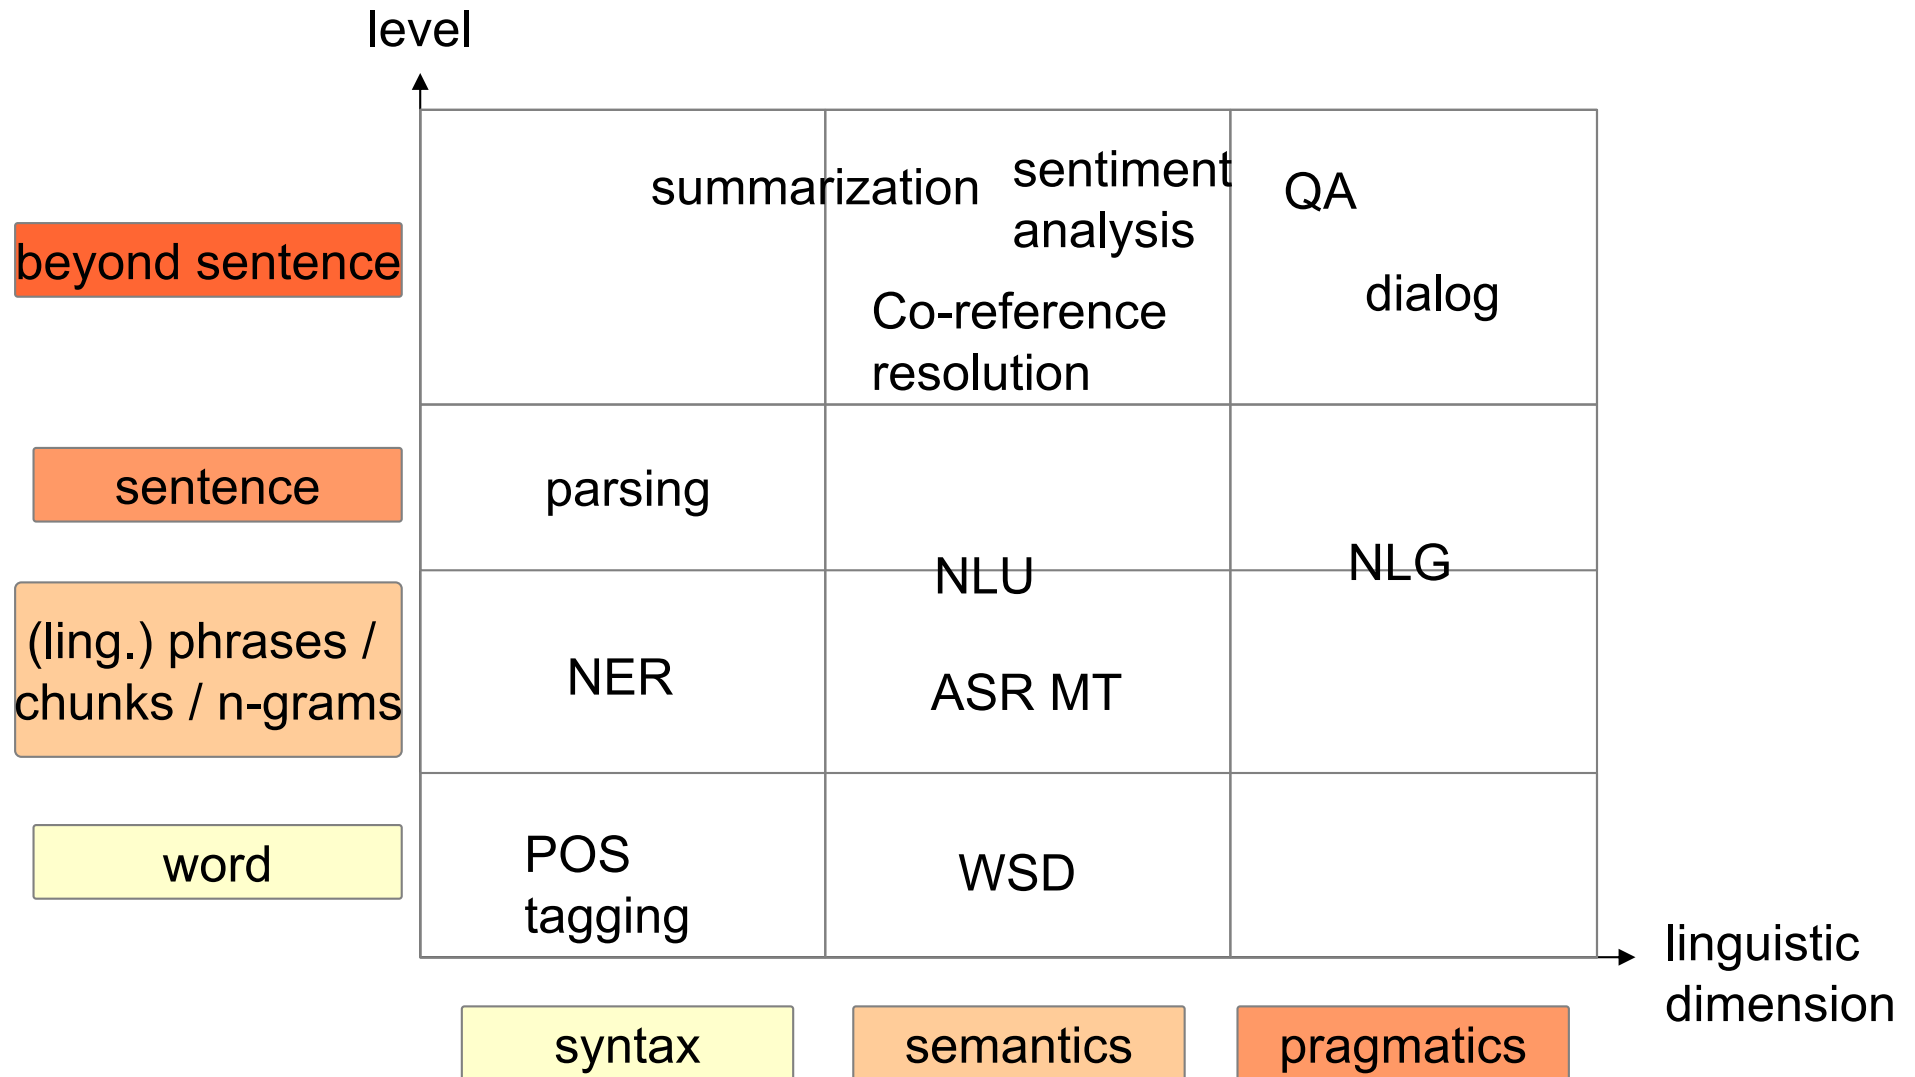 level
summarization
sentiment
analysis
QA
beyond sentence
Co-reference
resolution
dialog
sentence
parsing
NLU
NLG
(ling.) phrases /
chunks / n-grams
NER
ASR MT
word
POS
tagging
WSD
linguistic
dimension
syntax
semantics
pragmatics